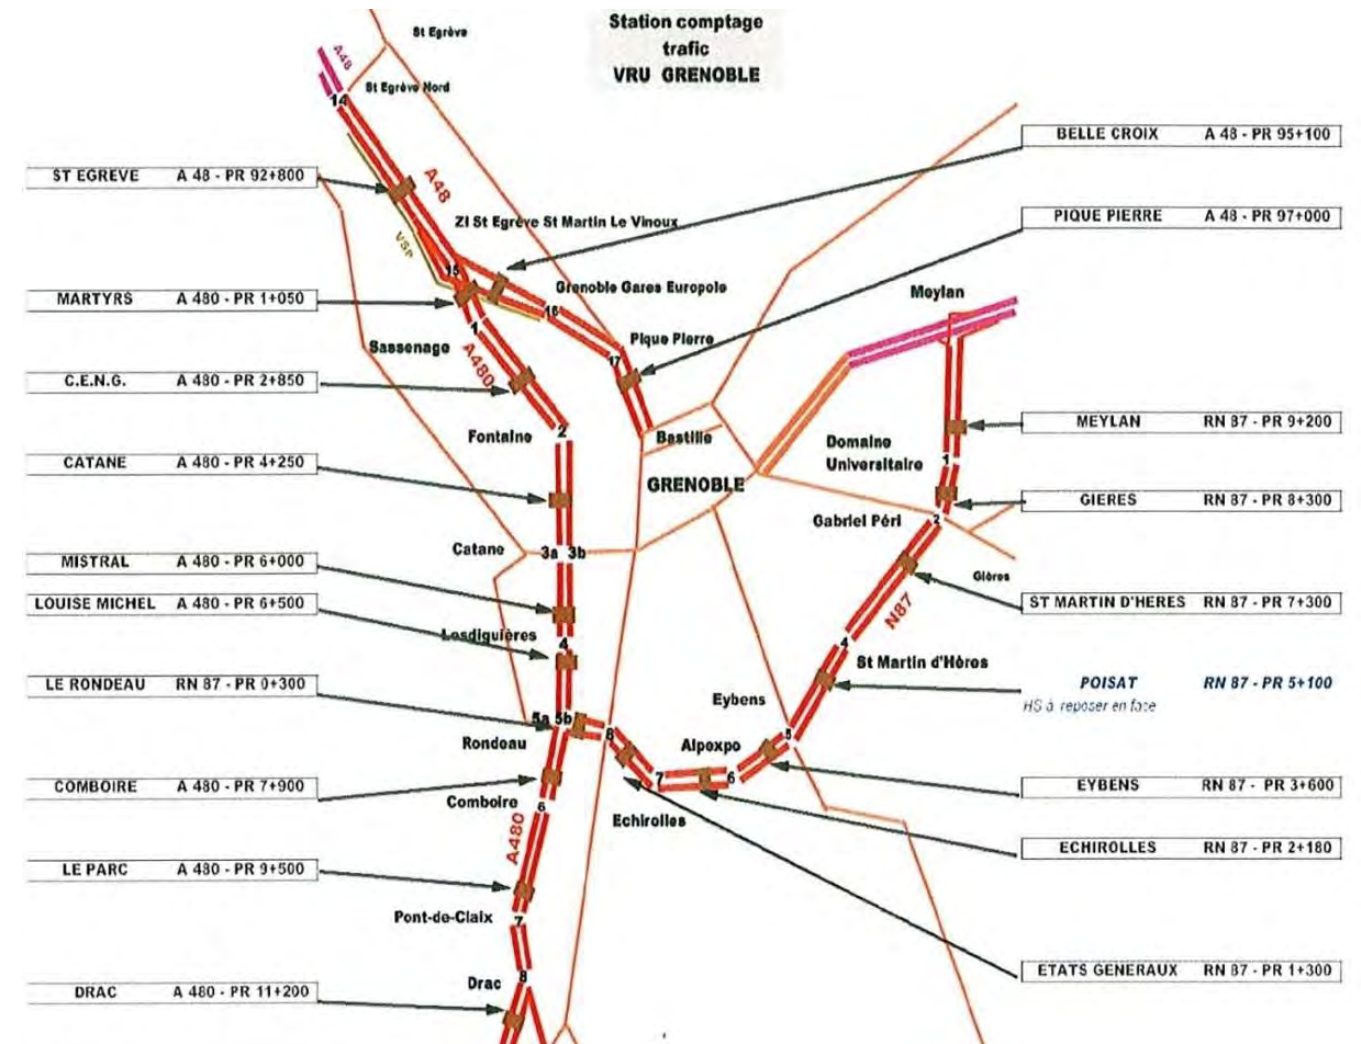 Station comptage
trafic
VRU GRENOBLE
St Egrève
A48
St Egrève Nord
14
BELLE CROIX A 48 - PR 95+100
ST EGREVE A 48 - PR 92+800
A48
PIQUE PIERRE A 48 - PR 97+000
ZI St Egrève St Martin Le Vinoux
VSP
15
Grenoble Gares Europole
MARTYRS A 480 - PR 1+050
Meylan
16
1
Pique Pierre
Sassenage
17
A480
C.E.N.G. A 480 - PR 2+850
MEYLAN RN 87 - PR 9+200
Fontaine
2
Bastille
Domaine
Universitaire
1
CATANE A 480 - PR 4+250
GRENOBLE
GIERES RN 87 - PR 8+300
Gabriel Péri
2
Catane
3a 3b
MISTRAL A 480 - PR 6+000
Gières
LOUISE MICHEL A 480 - PR 6+500
ST MARTIN D'HERES RN 87 - PR 7+300
N87
Lesdiguières
4
4
St Martin d'Hères
LE RONDEAU RN 87 - PR 0+300
POISAT RN 87 - PR 5+100
HS à reposer en face
Eybens
5a 5b
8
5
Rondeau
Alpexpo
7
6
COMBOIRE A 480 - PR 7+900
EYBENS RN 87 - PR 3+600
Comboire
6
Echirolles
A480
ECHIROLLES RN 87 - PR 2+180
LE PARC A 480 - PR 9+500
Pont-de-Claix
7
ETATS GENERAUX RN 87 - PR 1+300
8
Drac
DRAC A 480 - PR 11+200